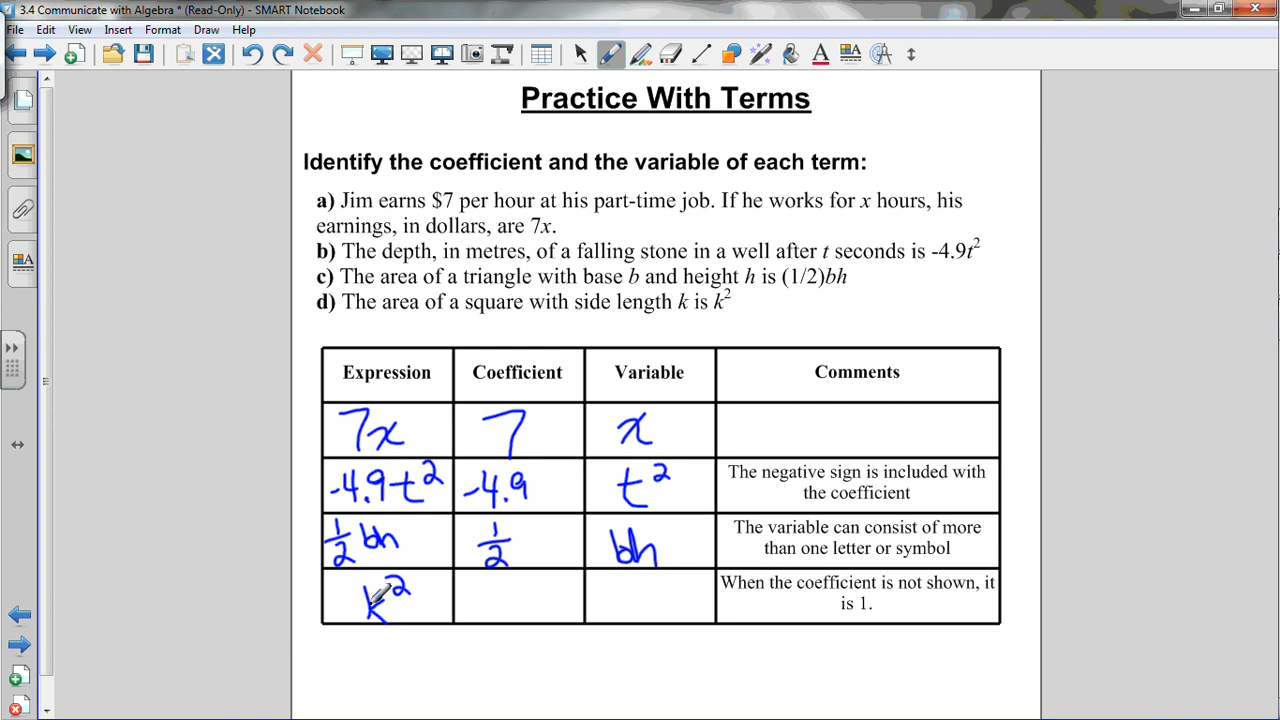 3.4 Communicate with Algebra * (Read-Only) - SMART Notebook
File Edit View Insert Format Draw Help
Practice With Terms
Identify the coefficient and the variable of each term:
a) Jim earns $7 per hour at his part-time job. If he works for x hours, his
earnings, in dollars, are 7x.
b) The depth, in metres, of a falling stone in a well after t seconds is -4.9t²
c) The area of a triangle with base b and height h is (1/2)bh
d) The area of a square with side length k is k²
Expression Coefficient Variable Comments
7x 7 x
-4.9t² -4.9 t² The negative sign is included with
the coefficient
½ bh ½ bh The variable can consist of more
than one letter or symbol
k² When the coefficient is not shown, it
is 1.